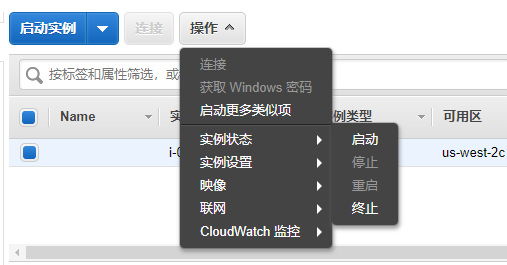 启动实例 连接 操作
按标签和属性筛选，或
连接
获取 Windows 密码
启动更多类似项
Name 例类型 可用区
实例状态 启动
i- us-west-2c
实例设置 停止
映像 重启
联网 终止
CloudWatch 监控